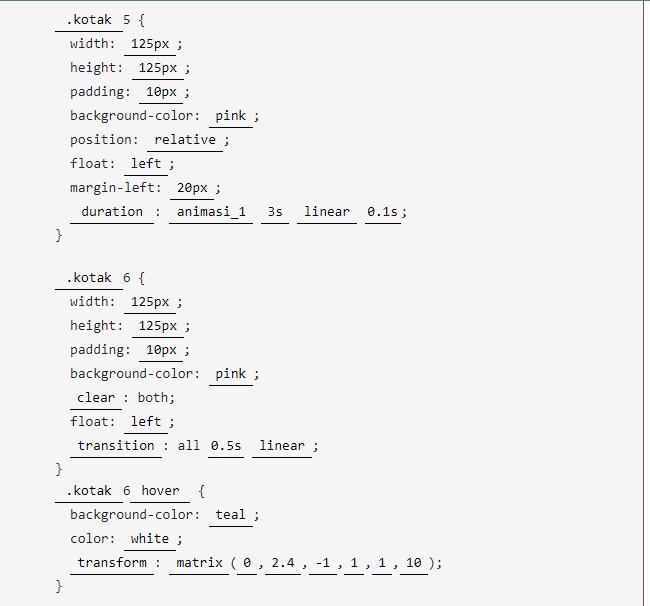 .kotak 5 {
width: 125px ;
height: 125px ;
padding: 10px ;
background-color: pink ;
position: relative ;
float: left ;
margin-left: 20px ;
duration : animasi_1 3s linear 0.1s;
}
.kotak 6 {
width: 125px ;
height: 125px ;
padding: 10px ;
background-color: pink ;
clear : both;
float: left ;
transition : all 0.5s linear ;
}
.kotak 6 hover {
background-color: teal ;
color: white ;
transform : matrix ( 0 , 2.4 , -1 , 1 , 1 , 10 );
}